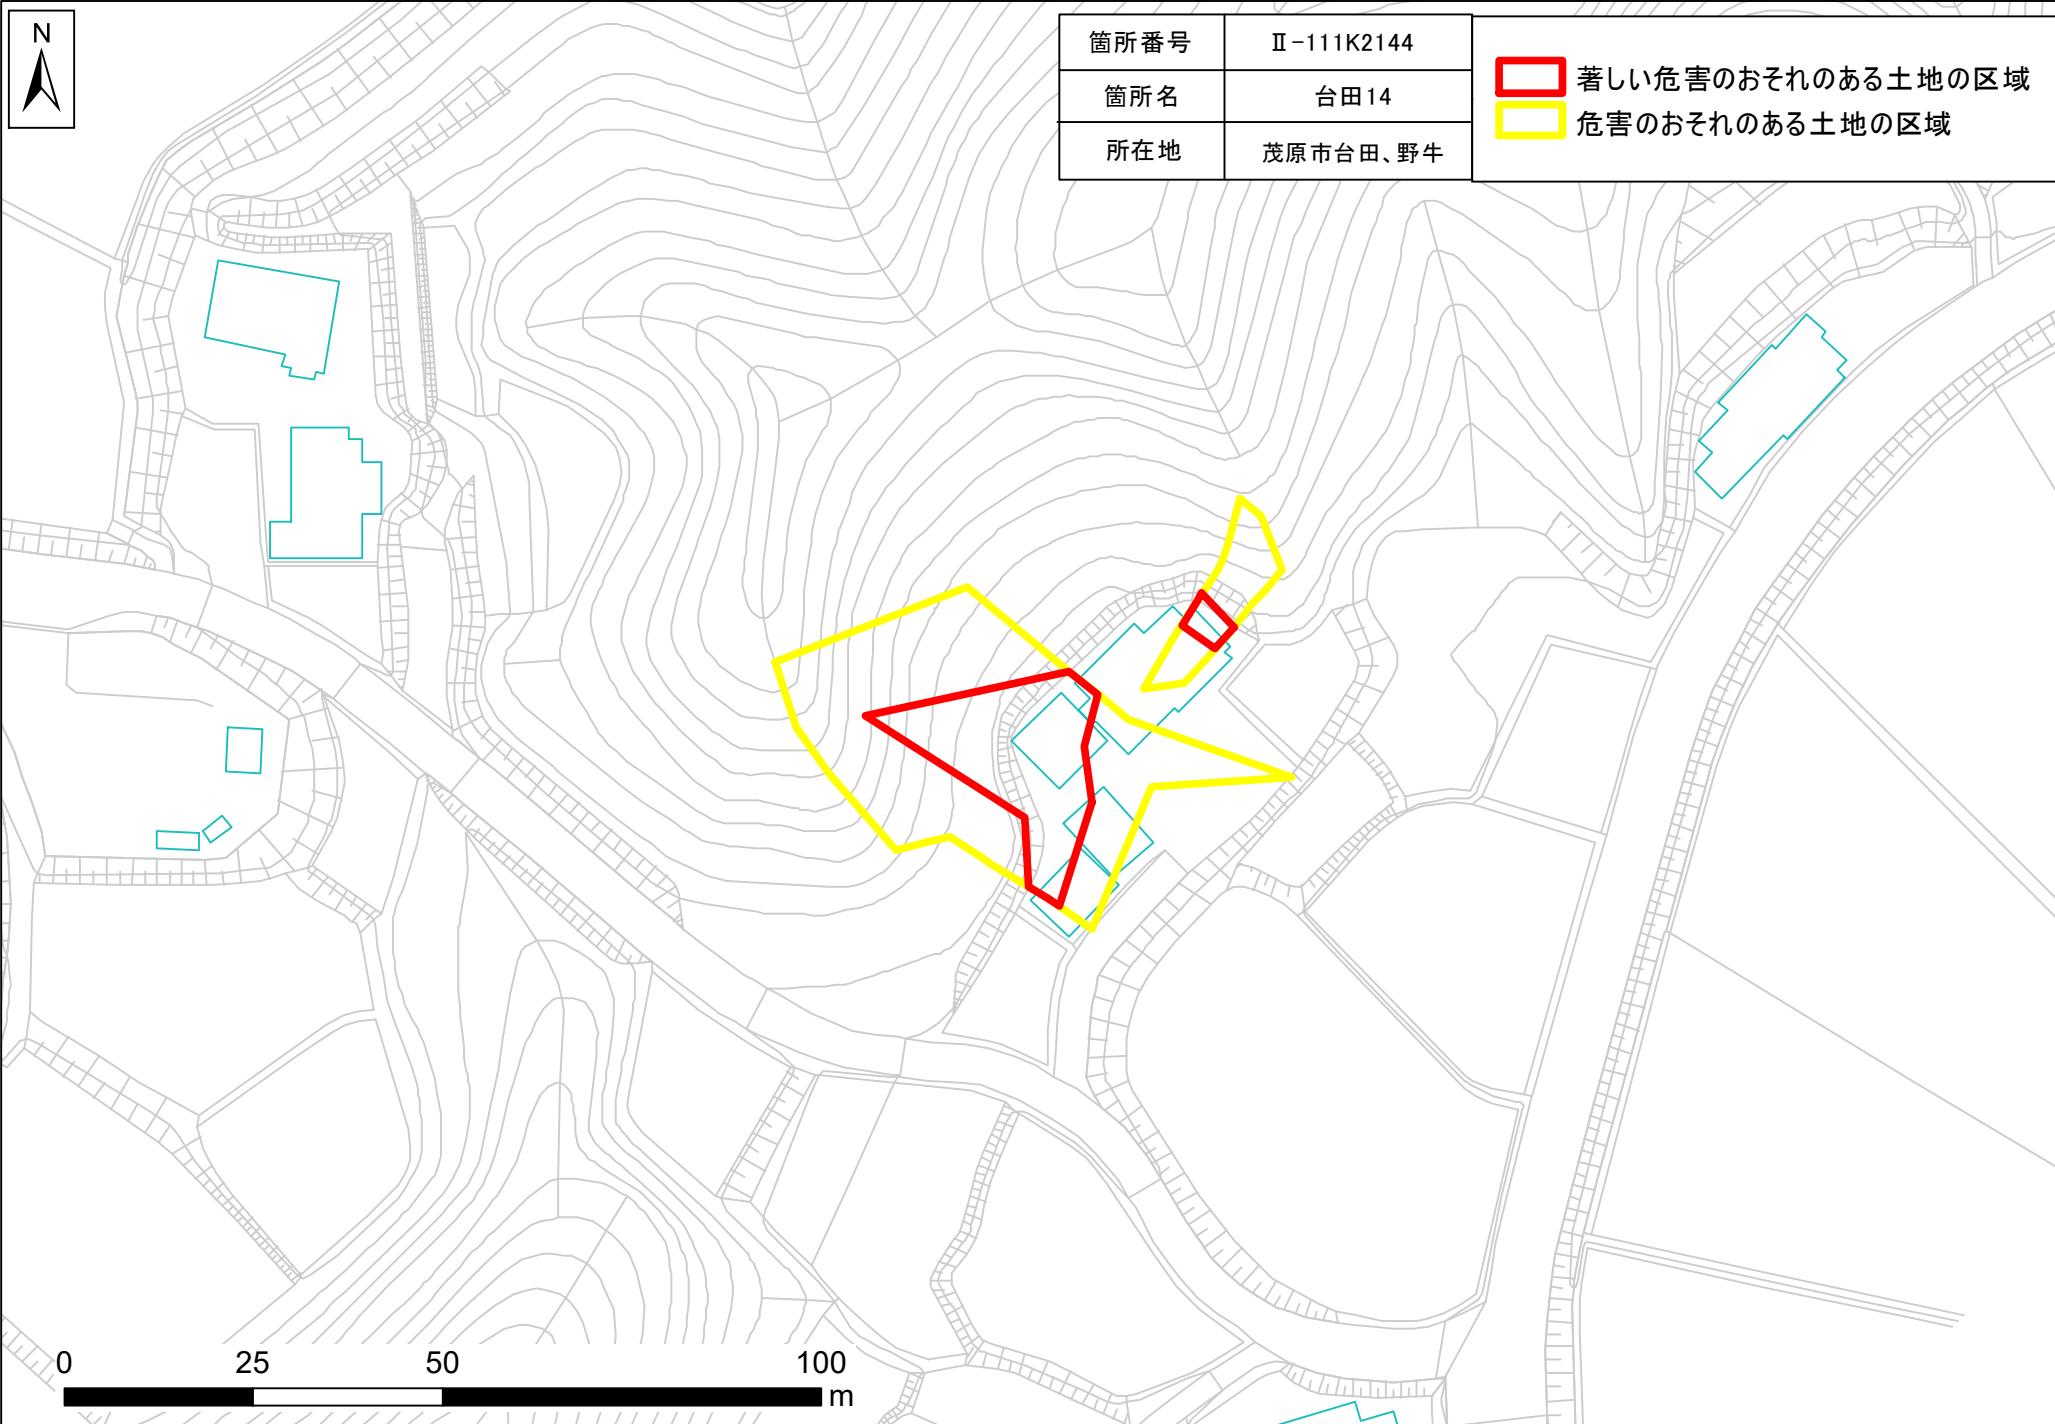 N
箇所番号 Ⅱ-111K2144
箇所名 台田14
所在地 茂原市台田、野牛
著しい危害のおそれのある土地の区域
危害のおそれのある土地の区域
0 25 50 100
m